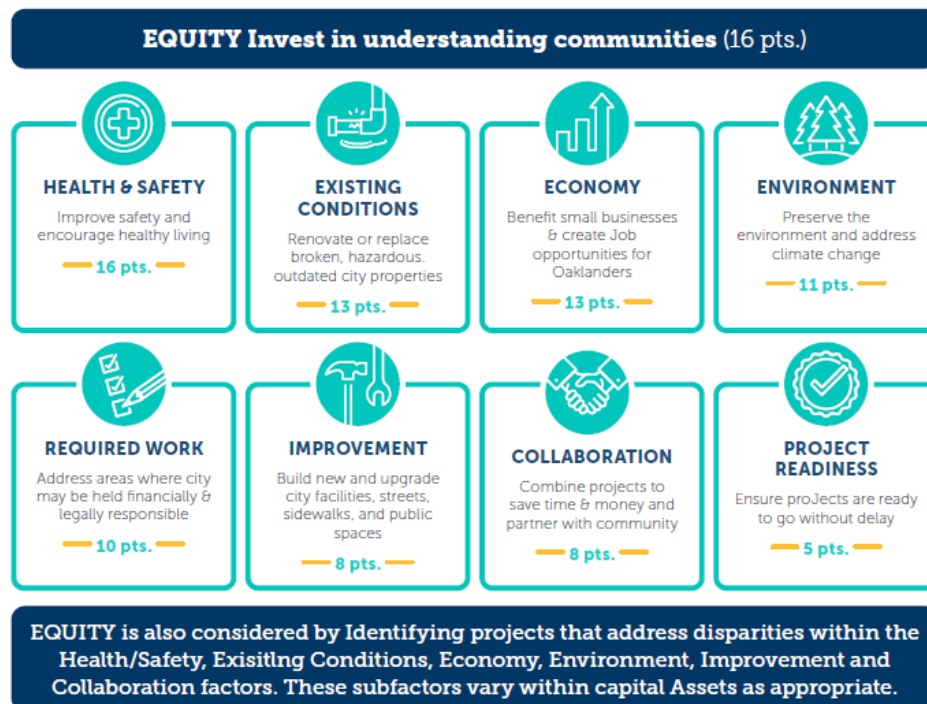 EQUITY Invest in understanding communities (16 pts.)
HEALTH & SAFETY
Improve safety and
encourage healthy living
16 pts.
EXISTING
CONDITIONS
Renovate or replace
broken, hazardous.
outdated city properties
13 pts.
ECONOMY
Benefit small businesses
& create Job
opportunities for
Oaklanders
13 pts.
ENVIRONMENT
Preserve the
environment and address
climate change
11 pts.
REQUIRED WORK
Address areas where city
may be held financially &
legally responsible
10 pts.
IMPROVEMENT
Build new and upgrade
city facilities, streets,
sidewalks, and public
spaces
8 pts.
COLLABORATION
Combine projects to
save time & money and
partner with community
8 pts.
PROJECT
READINESS
Ensure proJects are ready
to go without delay
5 pts.
EQUITY is also considered by Identifying projects that address disparities within the
Health/Safety, Exisitlng Conditions, Economy, Environment, Improvement and
Collaboration factors. These subfactors vary within capital Assets as appropriate.